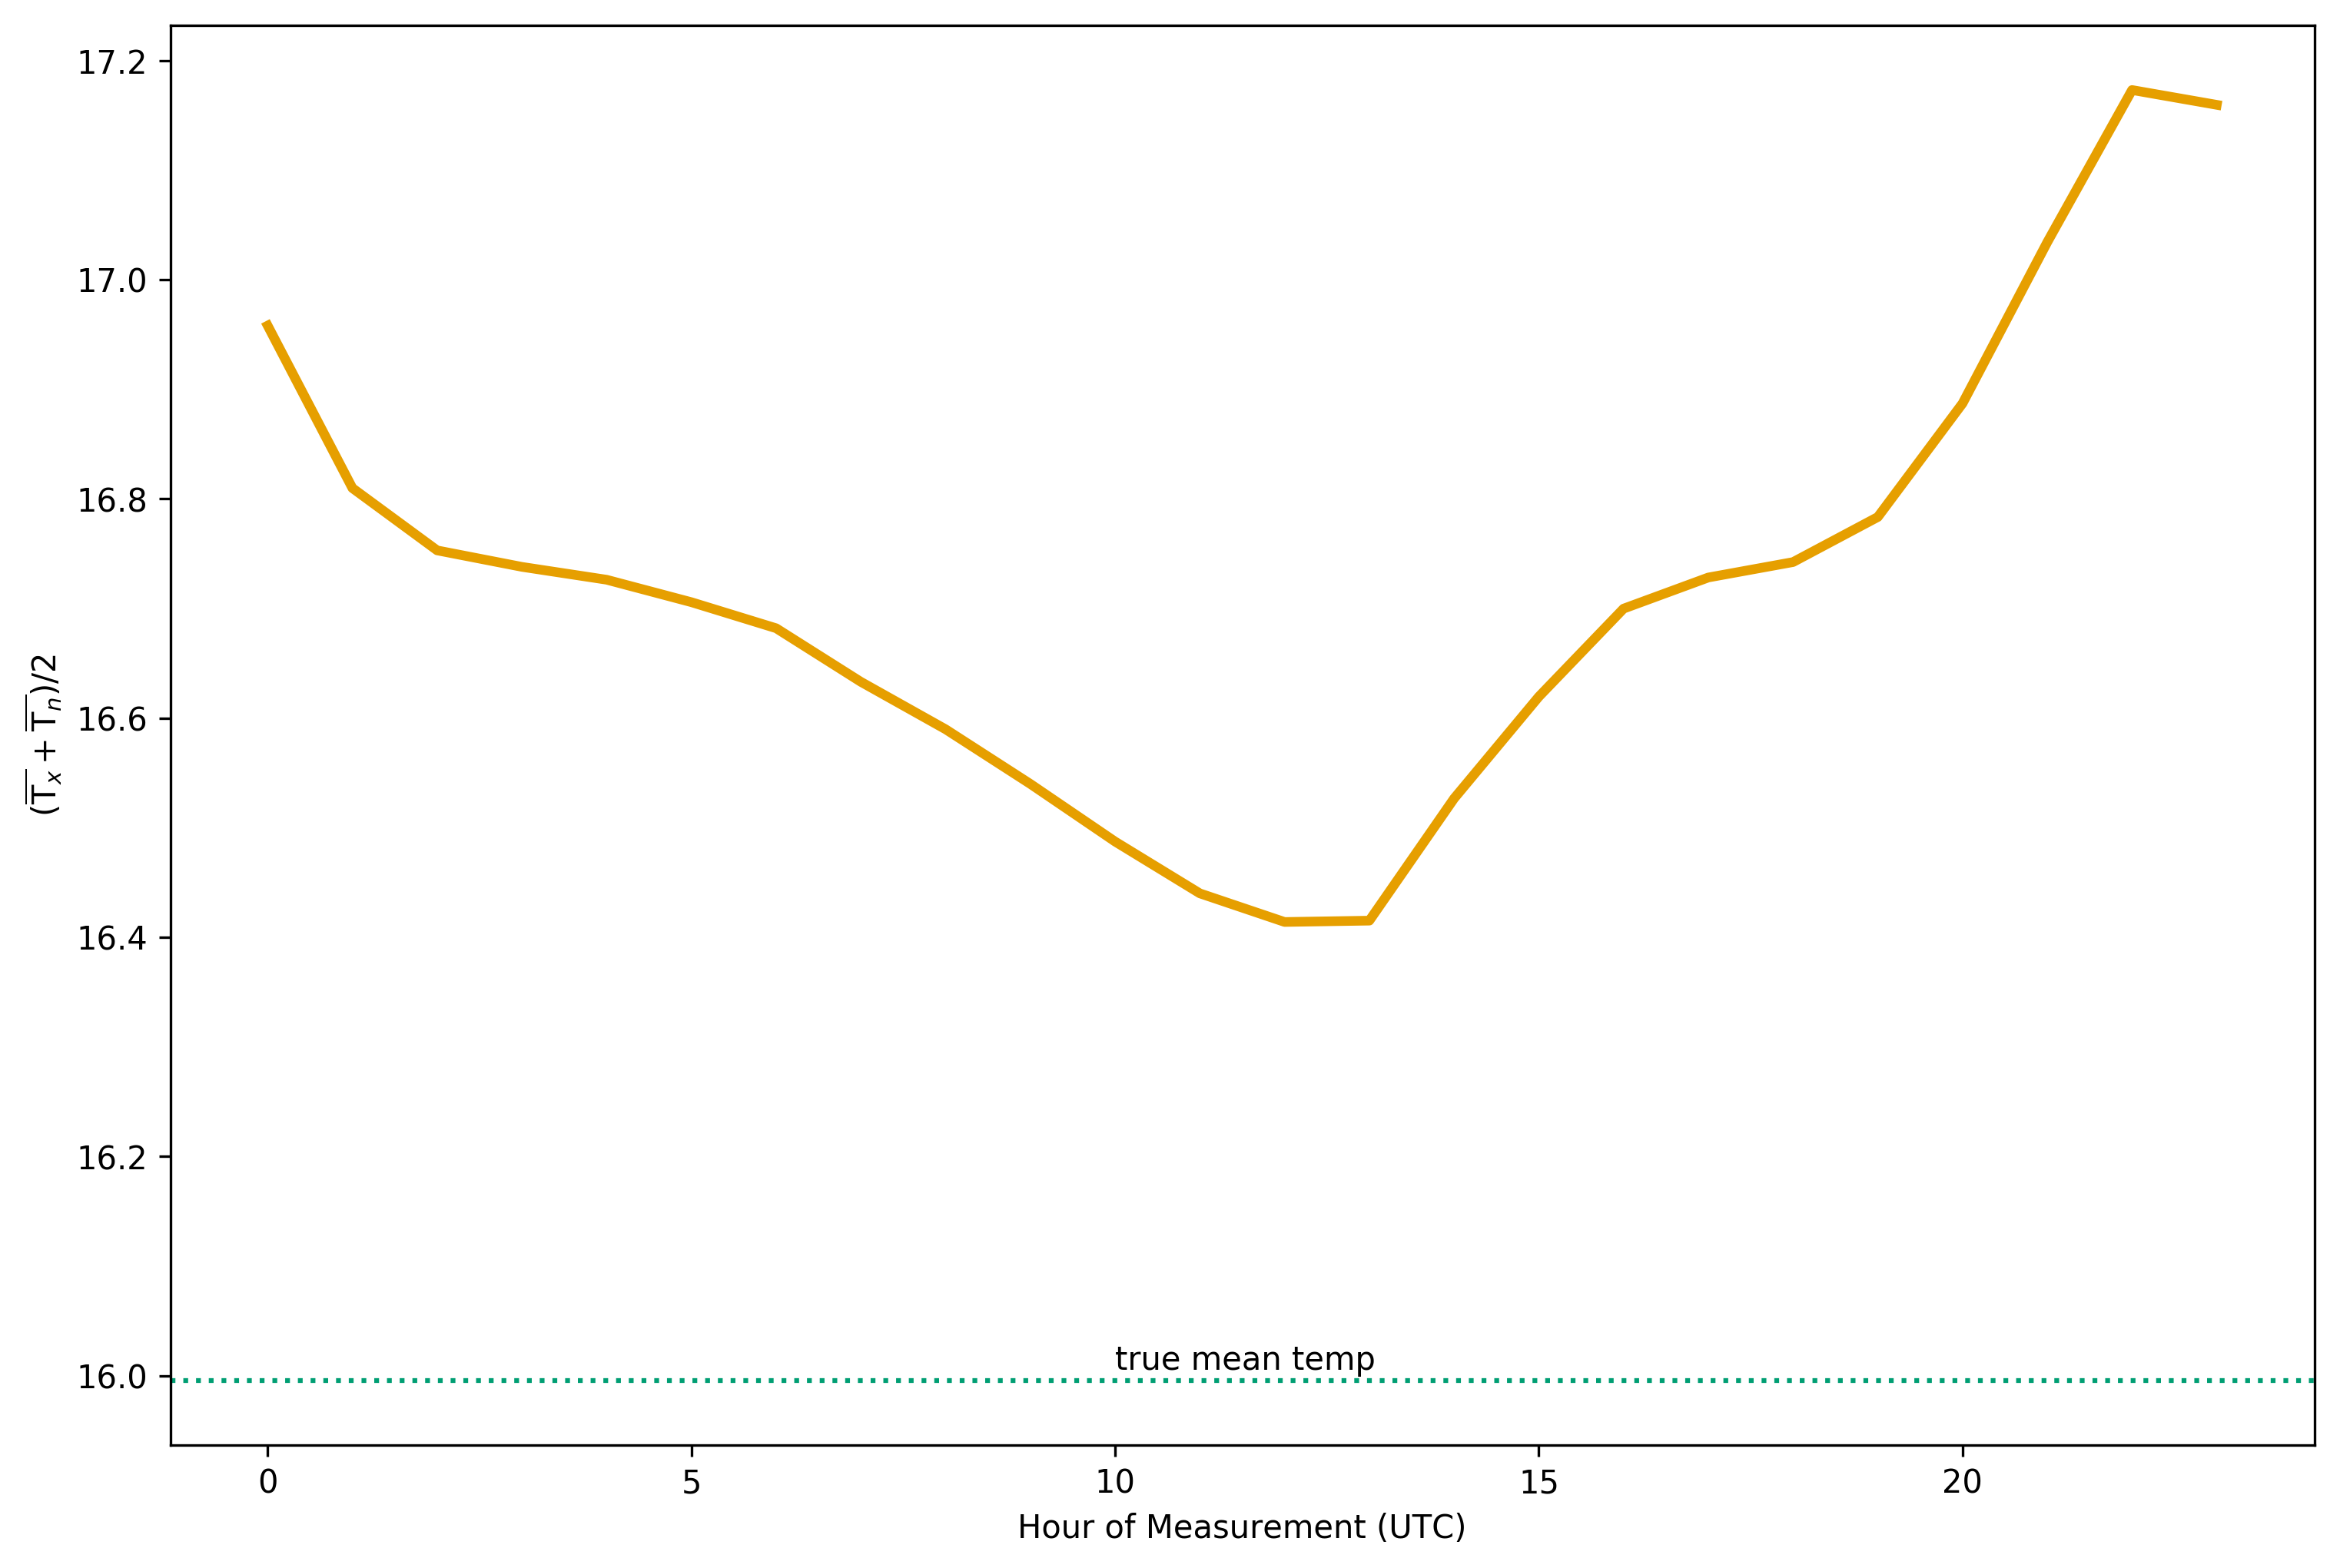 17.2
17.0
16.8
16.6
16.4
16.2
16.0
(T̅ₓ + T̅ₙ)/2
true mean temp
0 5 10 15 20
Hour of Measurement (UTC)